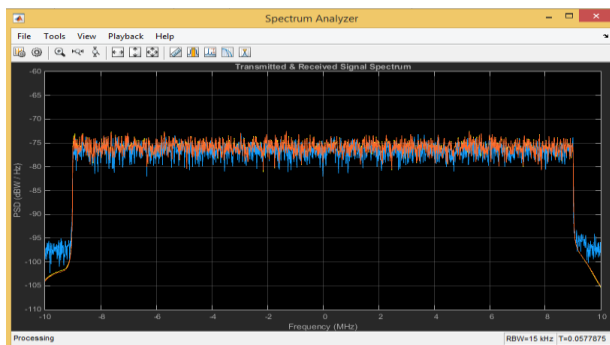 Spectrum Analyzer
File Tools View Playback Help
Transmitted & Received Signal Spectrum
-60
-65
-70
-75
-80
-85
-90
-95
-100
-105
-110
PSD (dBW / Hz)
-10 -8 -6 -4 -2 0 2 4 6 8 10
Frequency (MHz)
Processing RBW=15 kHz T=0.0577875